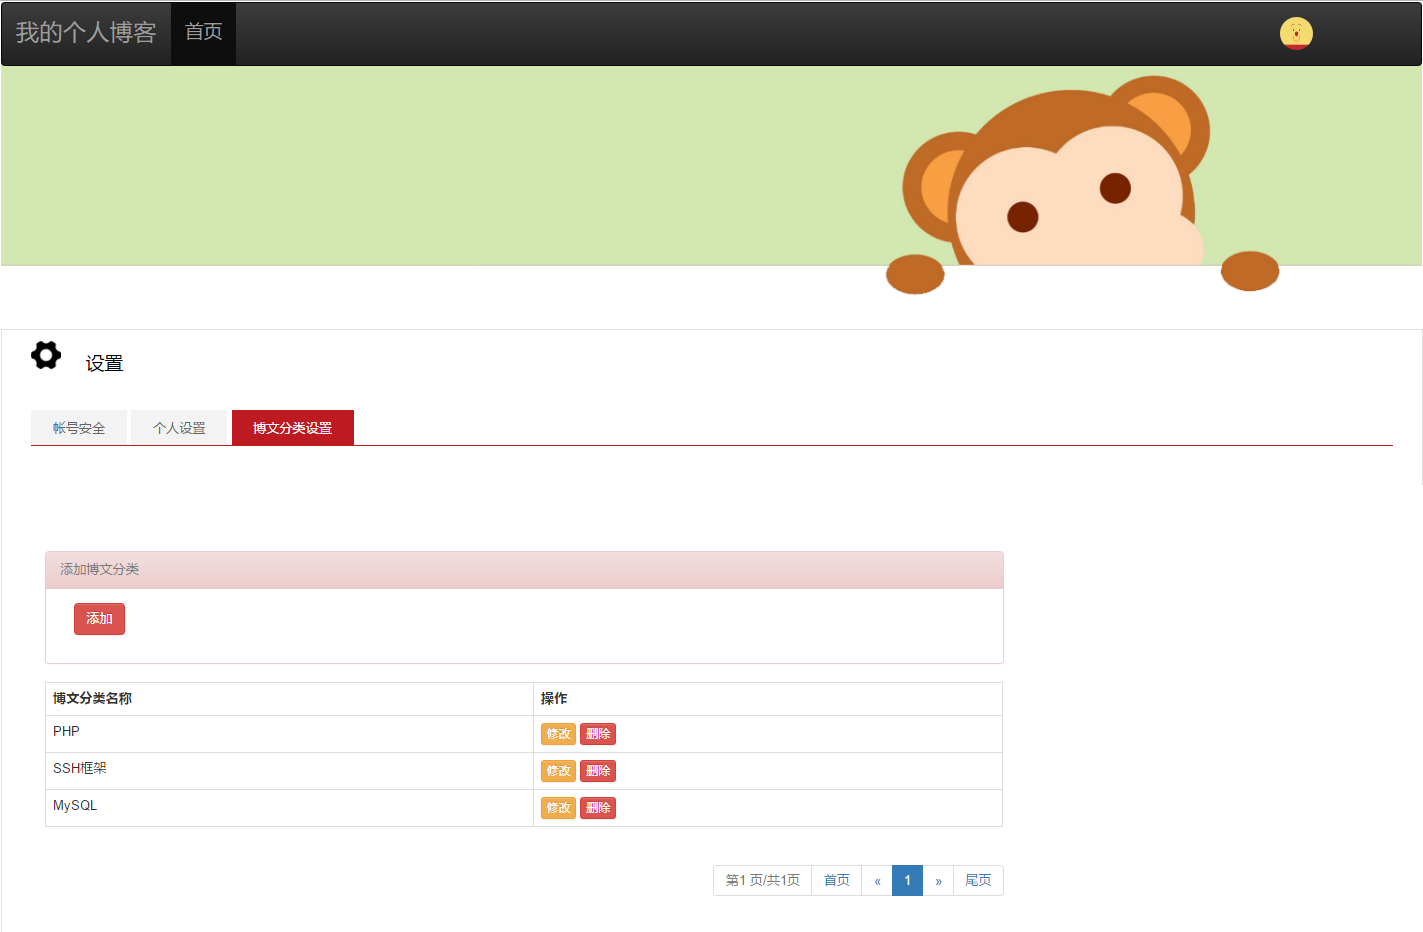 我的个人博客 首页
设置
帐号安全 个人设置 博文分类设置
添加博文分类
添加
博文分类名称 操作
PHP 修改 删除
SSH框架 修改 删除
MySQL 修改 删除
第1 页/共1页 首页 « 1 » 尾页